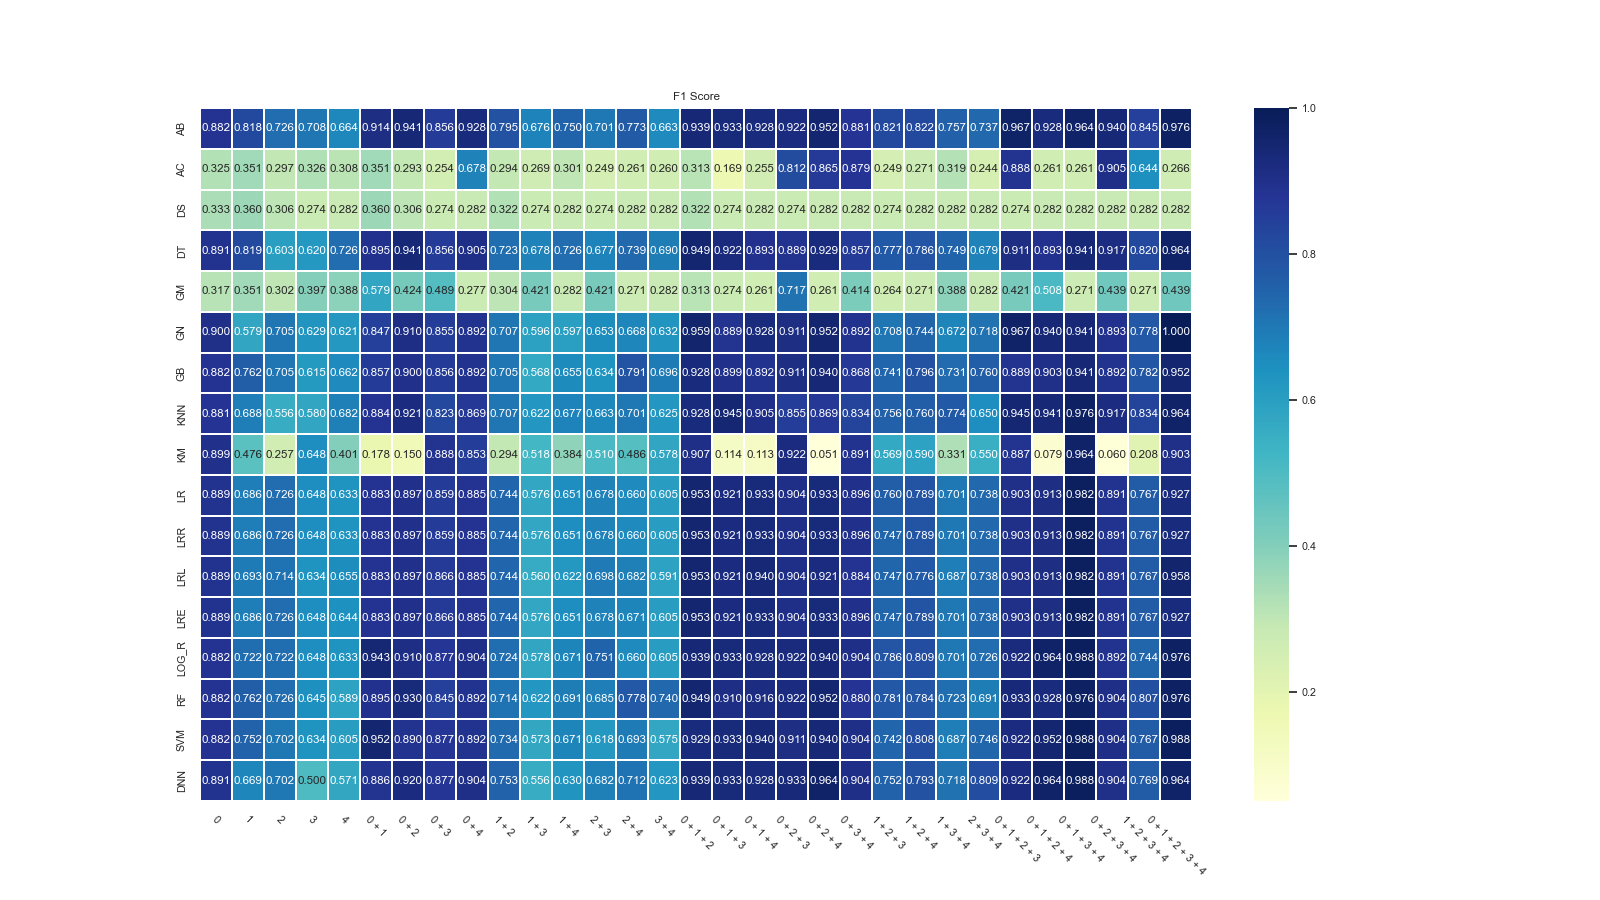 F1 Score
AB 0.882 0.818 0.726 0.708 0.664 0.914 0.941 0.856 0.928 0.795 0.676 0.750 0.701 0.773 0.663 0.939 0.933 0.928 0.922 0.952 0.881 0.821 0.822 0.757 0.737 0.967 0.928 0.964 0.940 0.845 0.976
AC 0.325 0.351 0.297 0.326 0.308 0.351 0.293 0.254 0.678 0.294 0.269 0.301 0.249 0.261 0.260 0.313 0.169 0.255 0.812 0.865 0.879 0.249 0.271 0.319 0.244 0.888 0.261 0.261 0.905 0.644 0.266
DS 0.333 0.360 0.306 0.274 0.282 0.360 0.306 0.274 0.282 0.322 0.274 0.282 0.274 0.282 0.282 0.322 0.274 0.282 0.274 0.282 0.282 0.274 0.282 0.282 0.282 0.274 0.282 0.282 0.282 0.282 0.282
DT 0.891 0.819 0.603 0.620 0.726 0.895 0.941 0.856 0.905 0.723 0.678 0.726 0.677 0.739 0.690 0.949 0.922 0.893 0.889 0.929 0.857 0.777 0.786 0.749 0.679 0.911 0.893 0.941 0.917 0.820 0.964
GM 0.317 0.351 0.302 0.397 0.388 0.579 0.424 0.489 0.277 0.304 0.421 0.282 0.421 0.271 0.282 0.313 0.274 0.261 0.717 0.261 0.414 0.264 0.271 0.388 0.282 0.421 0.508 0.271 0.439 0.271 0.439
GN 0.900 0.579 0.705 0.629 0.621 0.847 0.910 0.855 0.892 0.707 0.596 0.597 0.653 0.668 0.632 0.959 0.889 0.928 0.911 0.952 0.892 0.708 0.744 0.672 0.718 0.967 0.940 0.941 0.893 0.778 1.000
GB 0.882 0.762 0.705 0.615 0.662 0.857 0.900 0.856 0.892 0.705 0.568 0.655 0.634 0.791 0.696 0.928 0.899 0.892 0.911 0.940 0.868 0.741 0.796 0.731 0.760 0.889 0.903 0.941 0.892 0.782 0.952
KNN 0.881 0.688 0.556 0.580 0.682 0.884 0.921 0.823 0.869 0.707 0.622 0.677 0.663 0.701 0.625 0.928 0.945 0.905 0.855 0.869 0.834 0.756 0.760 0.774 0.650 0.945 0.941 0.976 0.917 0.834 0.964
KM 0.899 0.476 0.257 0.648 0.401 0.178 0.150 0.888 0.853 0.294 0.518 0.384 0.510 0.486 0.578 0.907 0.114 0.113 0.922 0.051 0.891 0.569 0.590 0.331 0.550 0.887 0.079 0.964 0.060 0.208 0.903
LR 0.889 0.686 0.726 0.648 0.633 0.883 0.897 0.859 0.885 0.744 0.576 0.651 0.678 0.660 0.605 0.953 0.921 0.933 0.904 0.933 0.896 0.760 0.789 0.701 0.738 0.903 0.913 0.982 0.891 0.767 0.927
LRR 0.889 0.686 0.726 0.648 0.633 0.883 0.897 0.859 0.885 0.744 0.576 0.651 0.678 0.660 0.605 0.953 0.921 0.933 0.904 0.933 0.896 0.747 0.789 0.701 0.738 0.903 0.913 0.982 0.891 0.767 0.927
LRL 0.889 0.693 0.714 0.634 0.655 0.883 0.897 0.866 0.885 0.744 0.560 0.622 0.698 0.682 0.591 0.953 0.921 0.940 0.904 0.921 0.884 0.747 0.776 0.687 0.738 0.903 0.913 0.982 0.891 0.767 0.958
LRE 0.889 0.686 0.726 0.648 0.644 0.883 0.897 0.866 0.885 0.744 0.576 0.651 0.678 0.671 0.605 0.953 0.921 0.933 0.904 0.933 0.896 0.747 0.789 0.701 0.738 0.903 0.913 0.982 0.891 0.767 0.927
LOG_R 0.882 0.722 0.722 0.648 0.633 0.943 0.910 0.877 0.904 0.724 0.578 0.671 0.751 0.660 0.605 0.939 0.933 0.928 0.922 0.940 0.904 0.786 0.809 0.701 0.726 0.922 0.964 0.988 0.892 0.744 0.976
RF 0.882 0.762 0.726 0.645 0.589 0.895 0.930 0.845 0.892 0.714 0.622 0.691 0.685 0.778 0.740 0.949 0.910 0.916 0.922 0.952 0.880 0.781 0.784 0.723 0.691 0.933 0.928 0.976 0.904 0.807 0.976
SVM 0.882 0.752 0.702 0.634 0.605 0.952 0.890 0.877 0.892 0.734 0.573 0.671 0.618 0.693 0.575 0.929 0.933 0.940 0.911 0.940 0.904 0.742 0.808 0.687 0.746 0.922 0.952 0.988 0.904 0.767 0.988
DNN 0.891 0.669 0.702 0.500 0.571 0.886 0.920 0.877 0.904 0.753 0.556 0.630 0.682 0.712 0.623 0.939 0.933 0.928 0.933 0.964 0.904 0.752 0.793 0.718 0.809 0.922 0.964 0.988 0.904 0.769 0.964
0
1
2
3
4
0 + 1
0 + 2
0 + 3
0 + 4
1 + 2
1 + 3
1 + 4
2 + 3
2 + 4
3 + 4
0 + 1 + 2
0 + 1 + 3
0 + 1 + 4
0 + 2 + 3
0 + 2 + 4
0 + 3 + 4
1 + 2 + 3
1 + 2 + 4
1 + 3 + 4
2 + 3 + 4
0 + 1 + 2 + 3
0 + 1 + 2 + 4
0 + 1 + 3 + 4
0 + 2 + 3 + 4
1 + 2 + 3 + 4
0 + 1 + 2 + 3 + 4
1.0
0.8
0.6
0.4
0.2